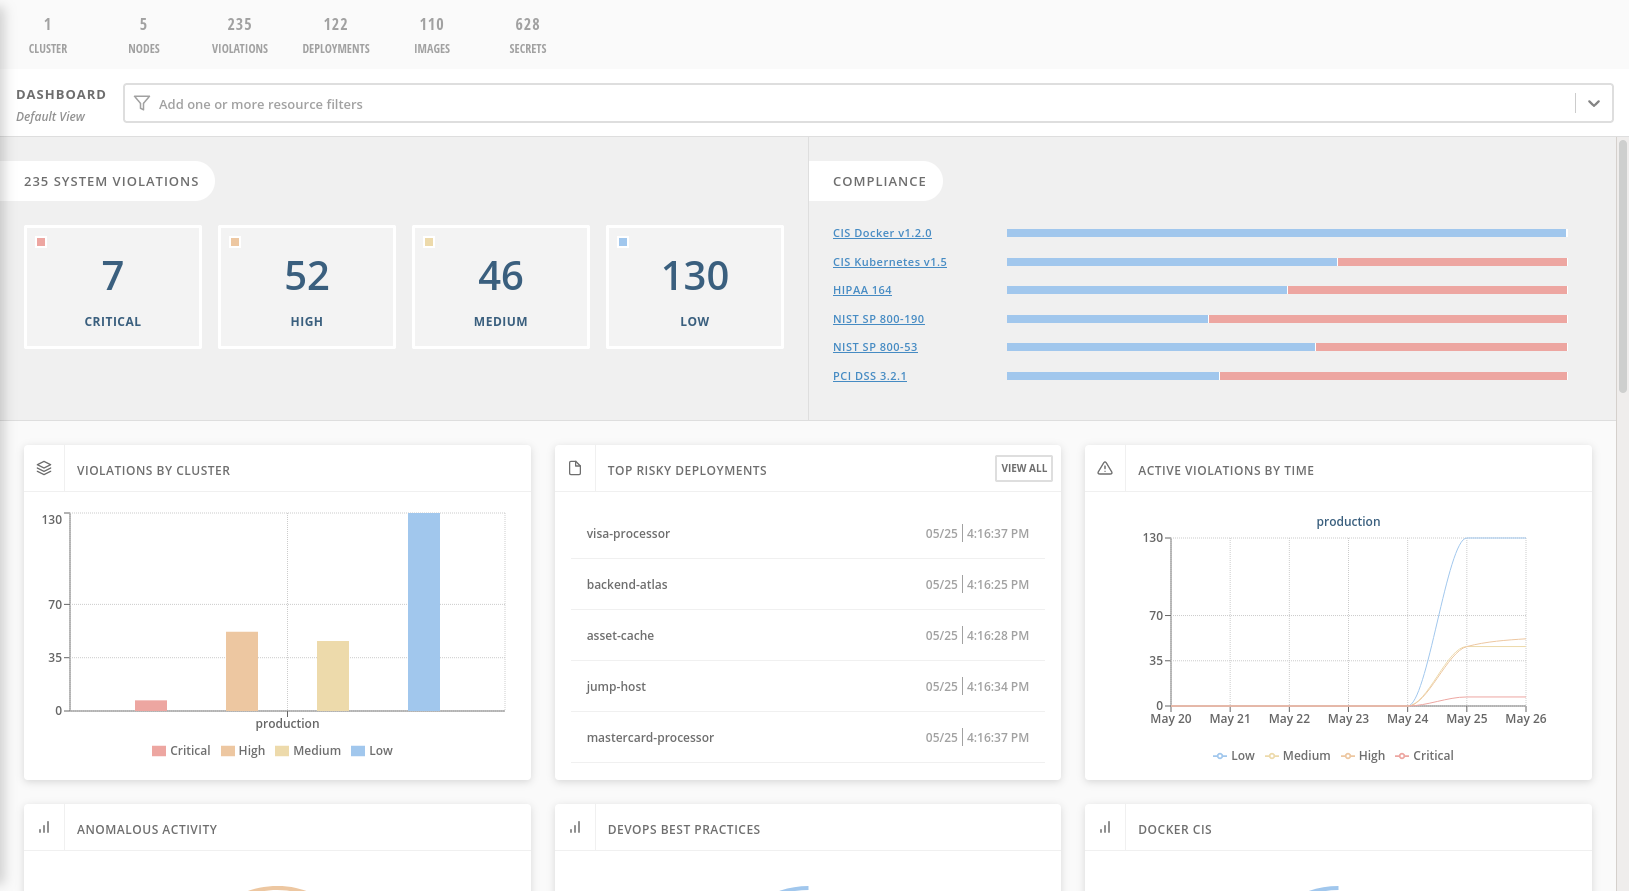 1 5 235 122 110 628
CLUSTER NODES VIOLATIONS DEPLOYMENTS IMAGES SECRETS
DASHBOARD
Default View
Add one or more resource filters
235 SYSTEM VIOLATIONS
7
CRITICAL
52
HIGH
46
MEDIUM
130
LOW
COMPLIANCE
CIS Docker v1.2.0
CIS Kubernetes v1.5
HIPAA 164
NIST SP 800-190
NIST SP 800-53
PCI DSS 3.2.1
VIOLATIONS BY CLUSTER
130
70
35
0
production
Critical High Medium Low
TOP RISKY DEPLOYMENTS
VIEW ALL
visa-processor 05/25 4:16:37 PM
backend-atlas 05/25 4:16:25 PM
asset-cache 05/25 4:16:28 PM
jump-host 05/25 4:16:34 PM
mastercard-processor 05/25 4:16:37 PM
ACTIVE VIOLATIONS BY TIME
production
130
70
35
0
May 20 May 21 May 22 May 23 May 24 May 25 May 26
Low Medium High Critical
ANOMALOUS ACTIVITY
DEVOPS BEST PRACTICES
DOCKER CIS